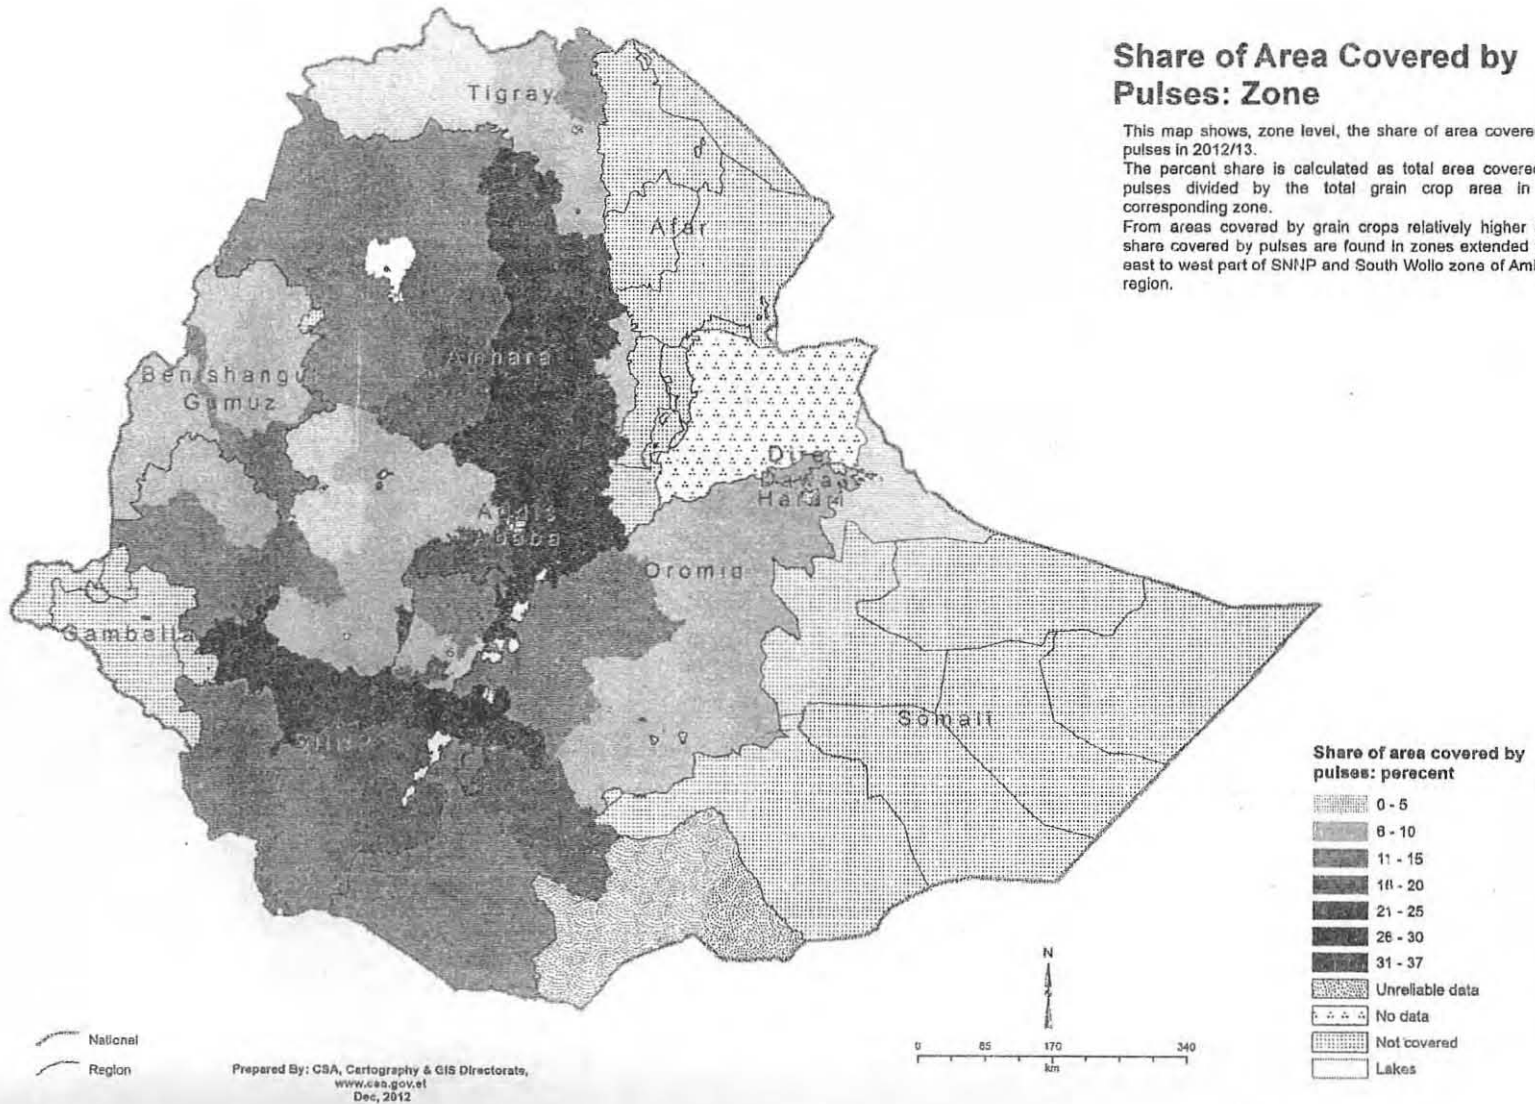 Share of Area Covered by
Pulses: Zone
This map shows, zone level, the share of area covere
pulses in 2012/13.
The percent share is calculated as total area covered
pulses divided by the total grain crop area in
corresponding zone.
From areas covered by grain crops relatively higher
share covered by pulses are found in zones extended
east to west part of SNNP and South Wollo zone of Am
region.
Tigray
Afar
Amhara
Benishangul
Gumuz
Dire
Dawa
Harari
Addis
Ababa
Oromia
Gambella
Somali
Share of area covered by
pulses: perecent
0 - 5
6 - 10
11 - 15
16 - 20
21 - 25
26 - 30
31 - 37
Unreliable data
No data
Not covered
Lakes
N
0 85 170 340
km
National
Region
Prepared By: CSA, Cartography & GIS Directorate,
www.csa.gov.et
Dec, 2012